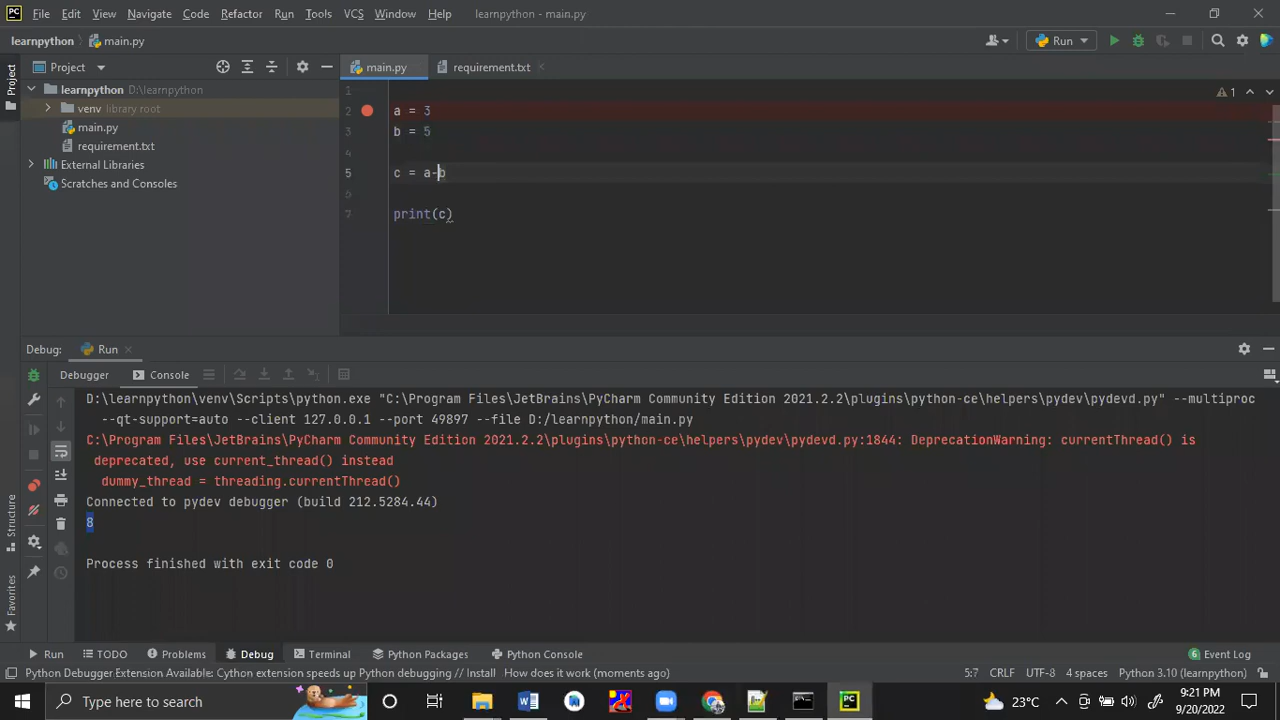 PC File Edit View Navigate Code Refactor Run Tools VCS Window Help learnpython - main.py
learnpython main.py Run
Project Project main.py requirement.txt
learnpython D:\learnpython
venv library root
main.py
requirement.txt
External Libraries
Scratches and Consoles
1
2 a = 3
3 b = 5
4
5 c = a-b
6
7 print(c)
1
Debug: Run
Debugger Console
D:\learnpython\venv\Scripts\python.exe "C:\Program Files\JetBrains\PyCharm Community Edition 2021.2.2\plugins\python-ce\helpers\pydev\pydevd.py" --multiproc
--qt-support=auto --client 127.0.0.1 --port 49897 --file D:/learnpython/main.py
C:\Program Files\JetBrains\PyCharm Community Edition 2021.2.2\plugins\python-ce\helpers\pydev\pydevd.py:1844: DeprecationWarning: currentThread() is
deprecated, use current_thread() instead
dummy_thread = threading.currentThread()
Connected to pydev debugger (build 212.5284.44)
8
Process finished with exit code 0
Structure
Favorites
Run TODO Problems Debug Terminal Python Packages Python Console 6 Event Log
Python Debugger Extension Available: Cython extension speeds up Python debugging // Install How does it work (moments ago) 5:7 CRLF UTF-8 4 spaces Python 3.10 (learnpython)
Type here to search W PC 23°C 9:21 PM
9/20/2022